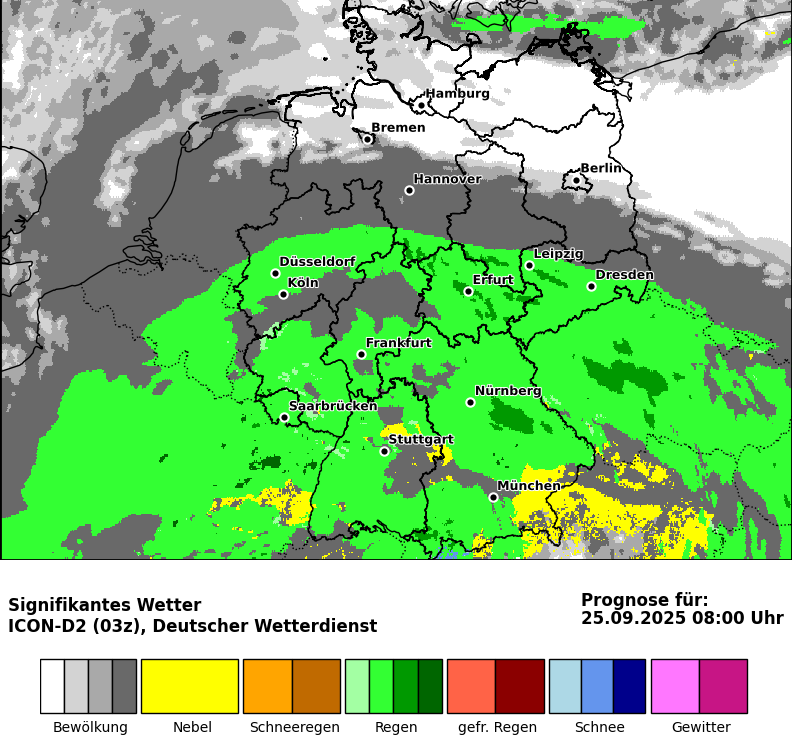 Hamburg
Bremen
Berlin
Hannover
Leipzig
Düsseldorf
Dresden
Köln
Erfurt
Frankfurt
Nürnberg
Saarbrücken
Stuttgart
München
Signifikantes Wetter
ICON-D2 (03z), Deutscher Wetterdienst
Prognose für:
25.09.2025 08:00 Uhr
Bewölkung Nebel Schneeregen Regen gefr. Regen Schnee Gewitter